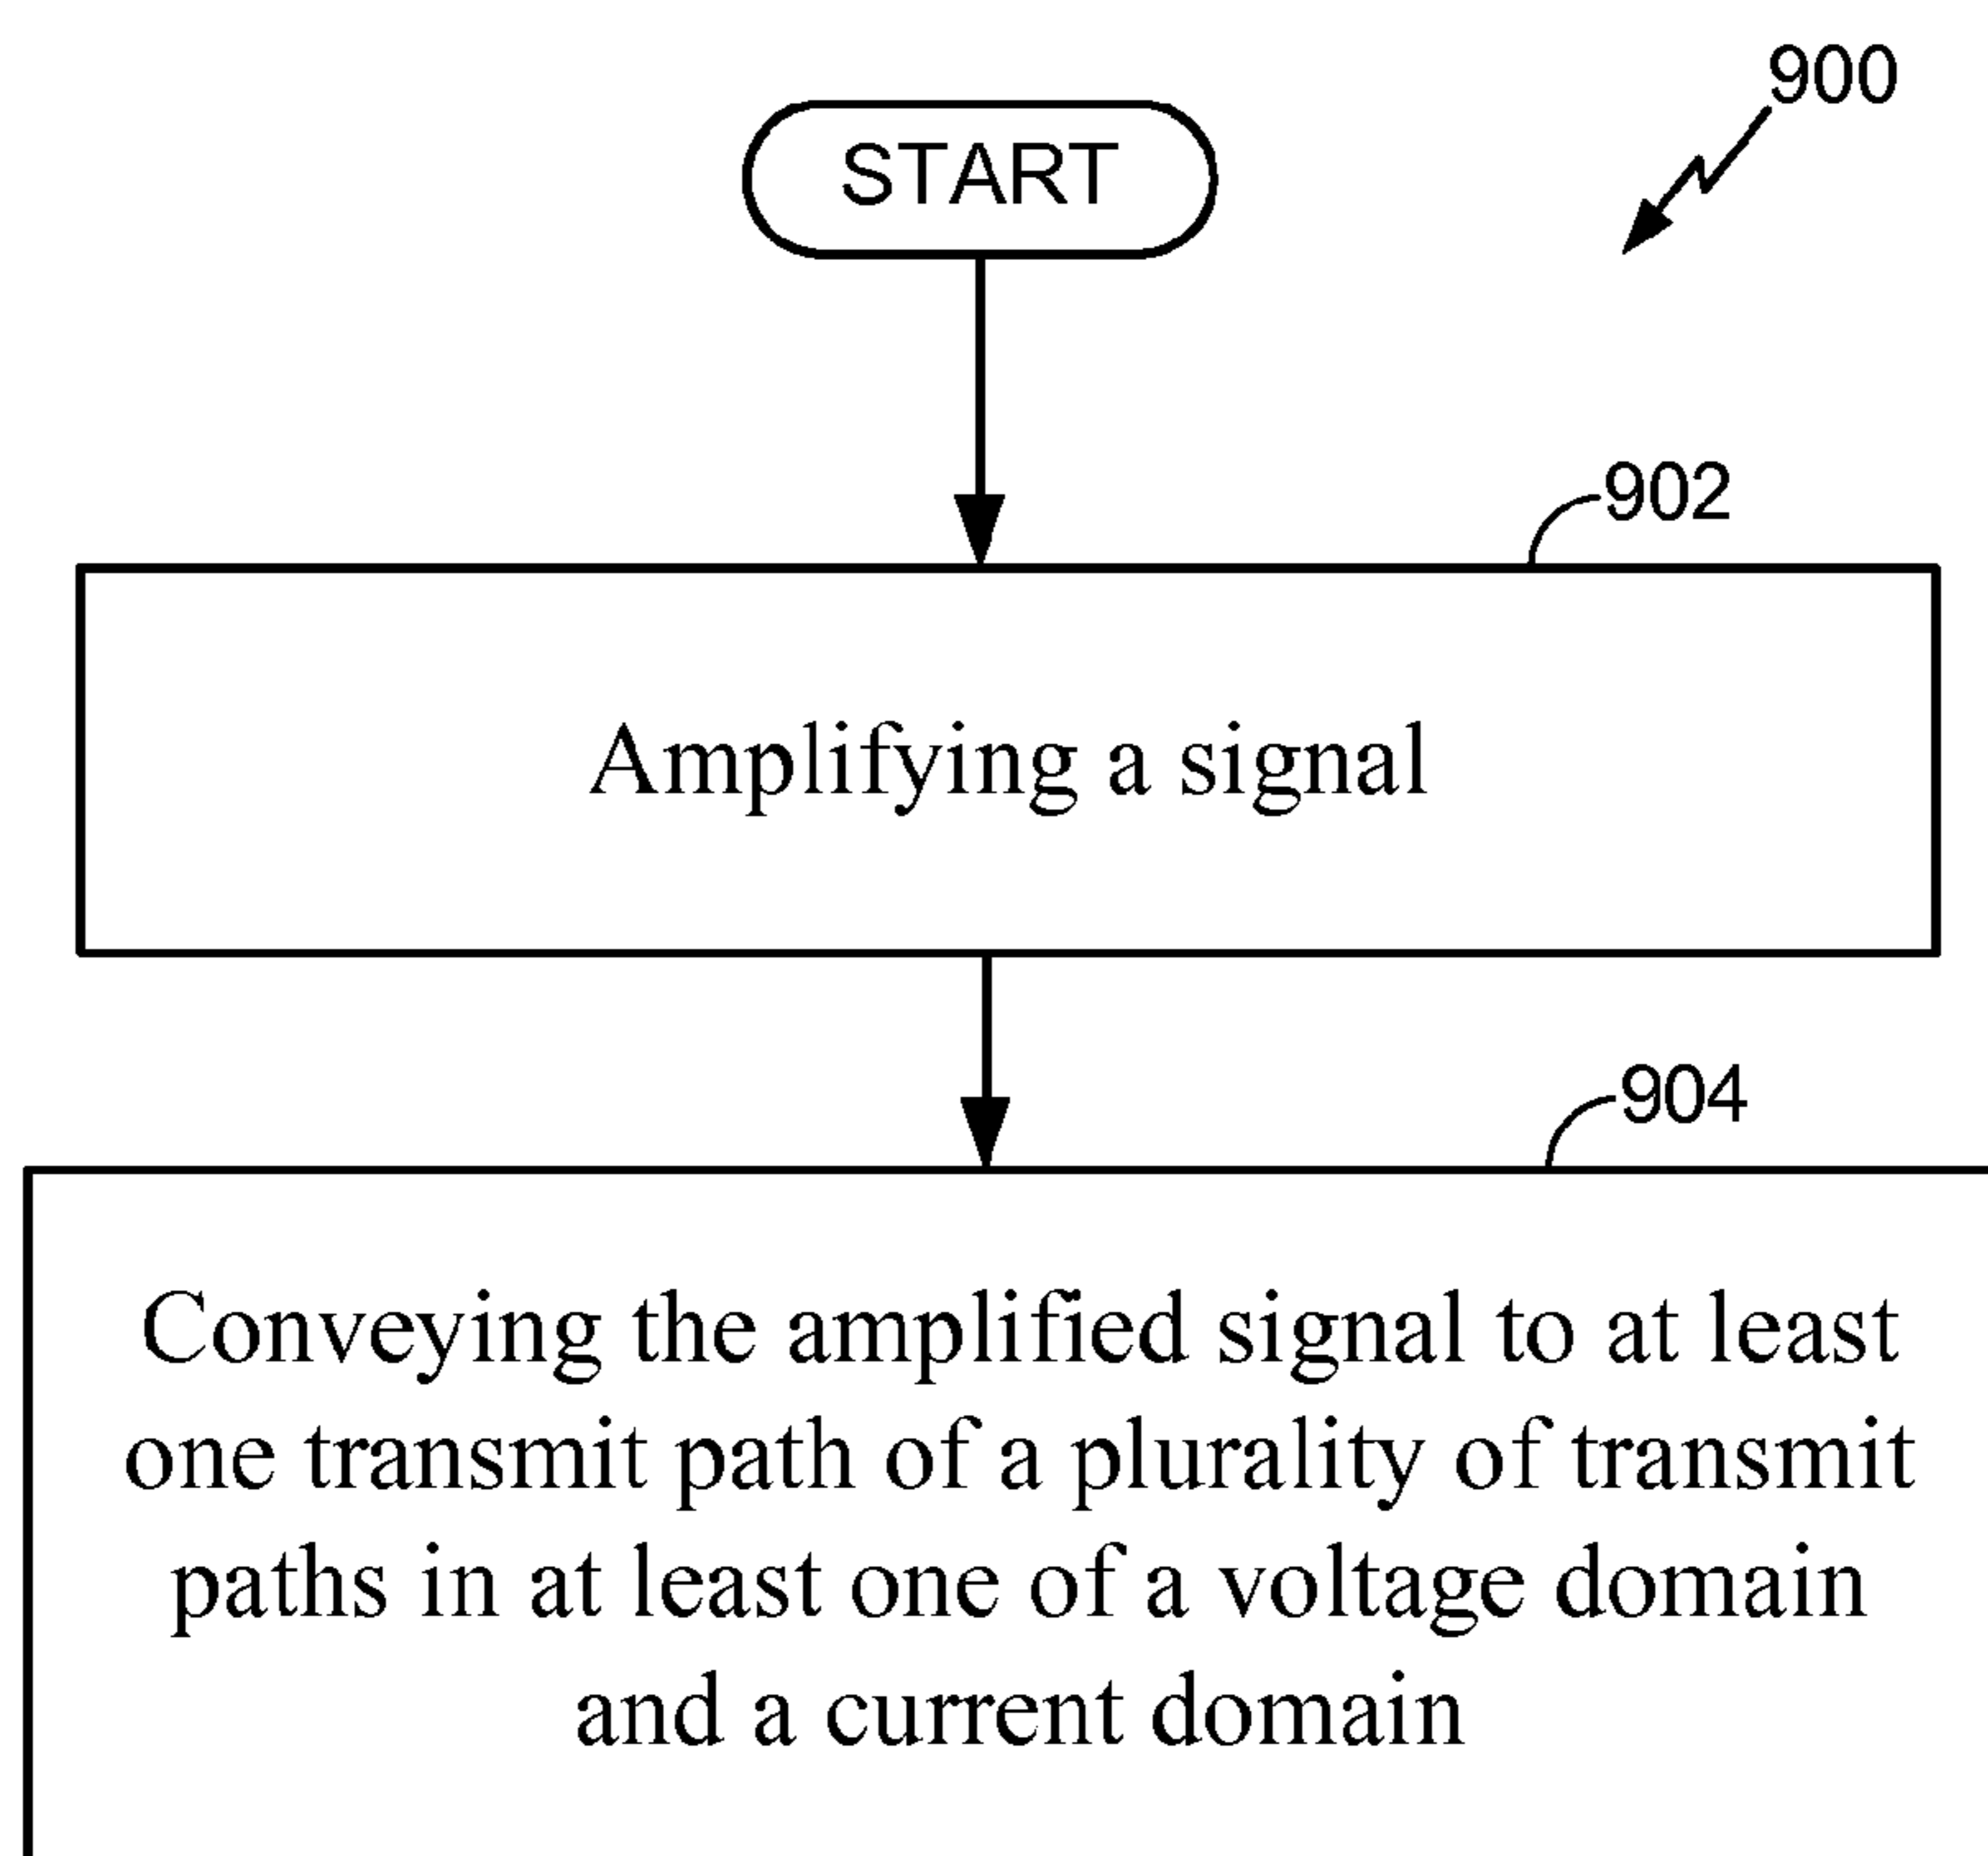 900
START
902
Amplifying a signal
904
Conveying the amplified signal to at least
one transmit path of a plurality of transmit
paths in at least one of a voltage domain
and a current domain